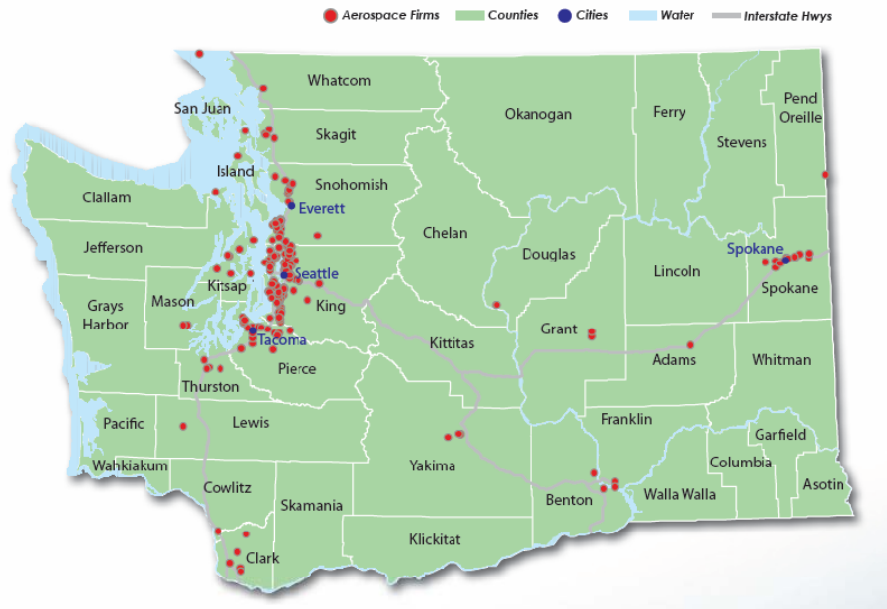 Aerospace Firms
Counties
Cities
Water
Interstate Hwys
Whatcom
San Juan
Skagit
Okanogan
Ferry
Pend
Oreille
Stevens
Island
Snohomish
Clallam
Everett
Chelan
Jefferson
Douglas
Spokane
Lincoln
Seattle
Kitsap
Spokane
Mason
Grays
Harbor
King
Grant
Tacoma
Kittitas
Adams
Whitman
Pierce
Thurston
Pacific
Lewis
Franklin
Garfield
Wahkiakum
Yakima
Columbia
Cowlitz
Asotin
Skamania
Benton
Walla Walla
Klickitat
Clark